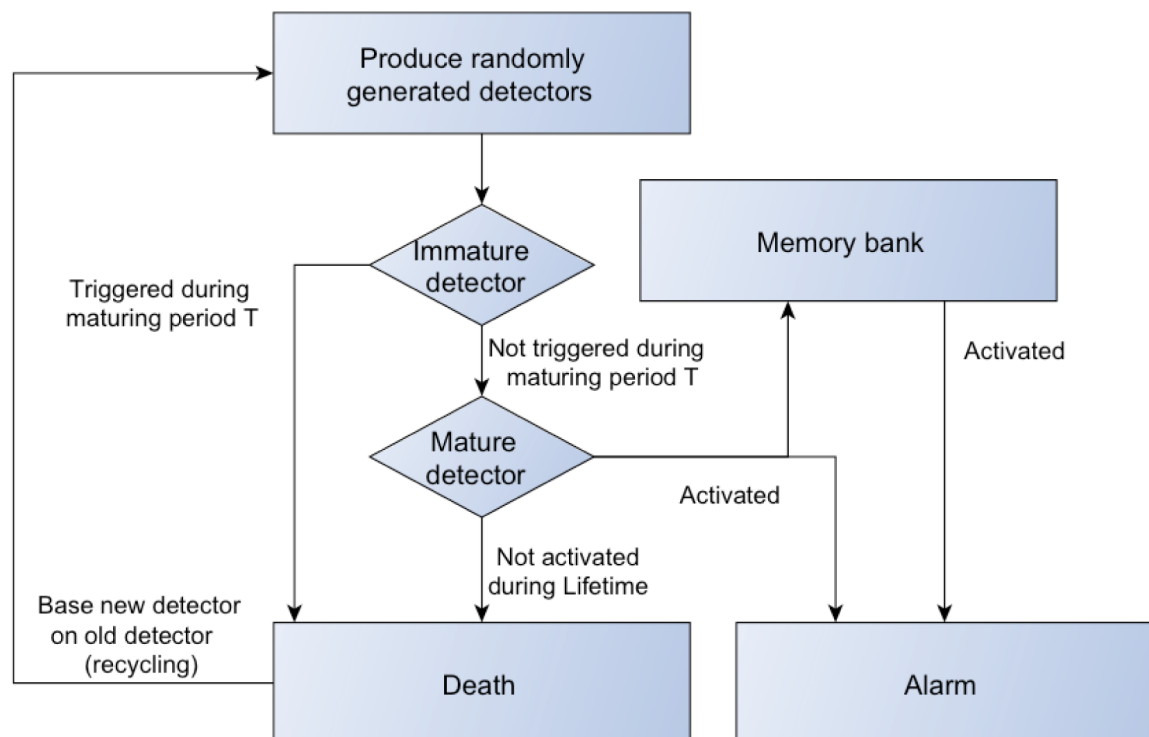 Produce randomly
generated detectors
Immature
detector
Memory bank
Triggered during
maturing period T
Not triggered during
maturing period T
Activated
Mature
detector
Activated
Not activated
during Lifetime
Base new detector
on old detector
(recycling)
Death
Alarm